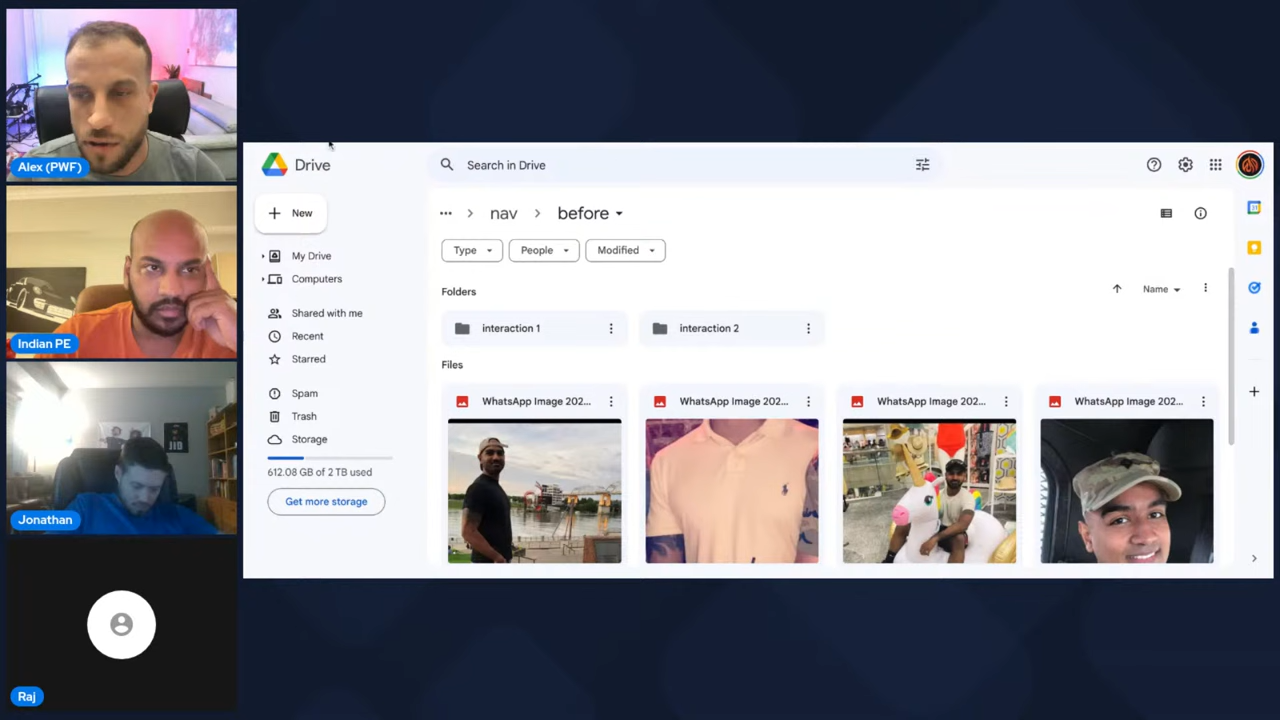 Alex (PWF)
Indian PE
Jonathan
JID
Raj
Drive
Search in Drive
New
My Drive
Computers
Shared with me
Recent
Starred
Spam
Trash
Storage
612.08 GB of 2 TB used
Get more storage
... > nav > before
Type People Modified
Folders
Name
interaction 1 interaction 2
Files
WhatsApp Image 202... WhatsApp Image 202... WhatsApp Image 202... WhatsApp Image 202...